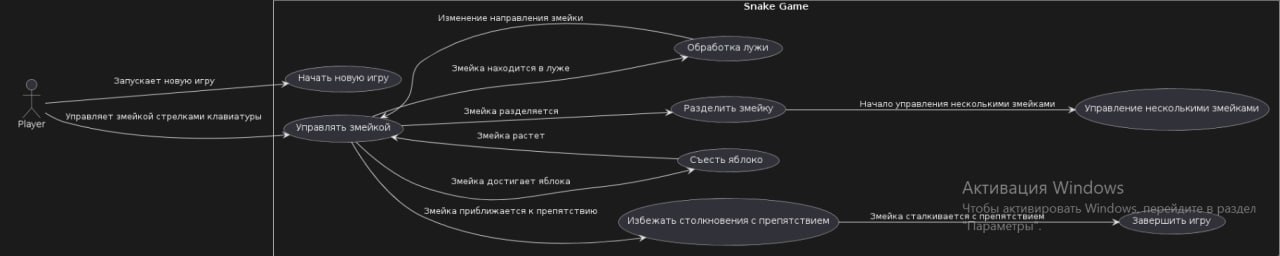 Snake Game
Изменение направления змейки
Обработка лужи
Змейка находится в луже
Запускает новую игру
Начать новую игру
Player
Управляет змейкой стрелками клавиатуры
Управлять змейкой
Змейка разделяется
Разделить змейку
Начало управления несколькими змейками
Управление несколькими змейками
Змейка растет
Съесть яблоко
Змейка достигает яблока
Змейка приближается к препятствию
Избежать столкновения с препятствием
Змейка сталкивается с препятствием
Завершить игру
Активация Windows
Чтобы активировать Windows, перейдите в раздел
"Параметры".